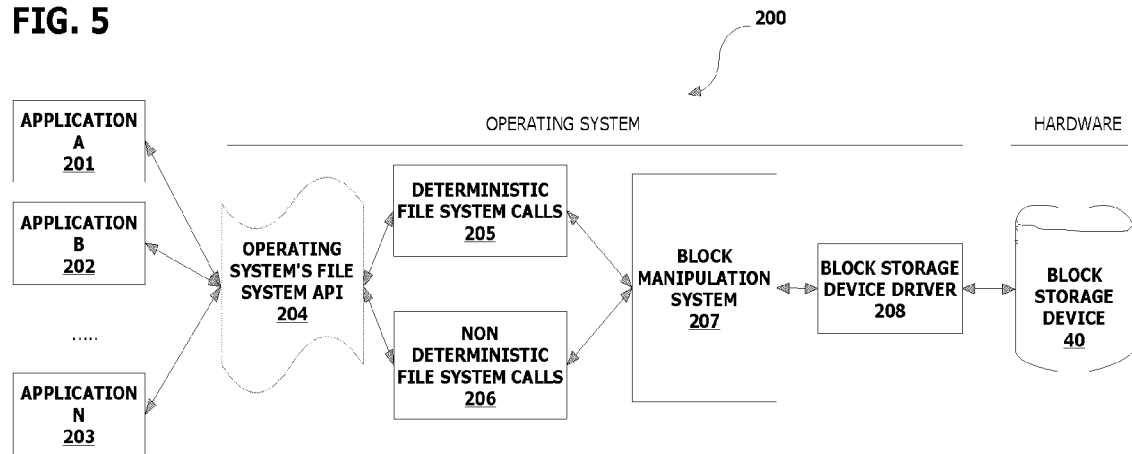 FIG. 5
200
OPERATING SYSTEM
HARDWARE
APPLICATION
A
201
APPLICATION
B
202
.....
APPLICATION
N
203
OPERATING
SYSTEM'S FILE
SYSTEM API
204
DETERMINISTIC
FILE SYSTEM CALLS
205
NON
DETERMINISTIC
FILE SYSTEM CALLS
206
BLOCK
MANIPULATION
SYSTEM
207
BLOCK STORAGE
DEVICE DRIVER
208
BLOCK
STORAGE
DEVICE
40